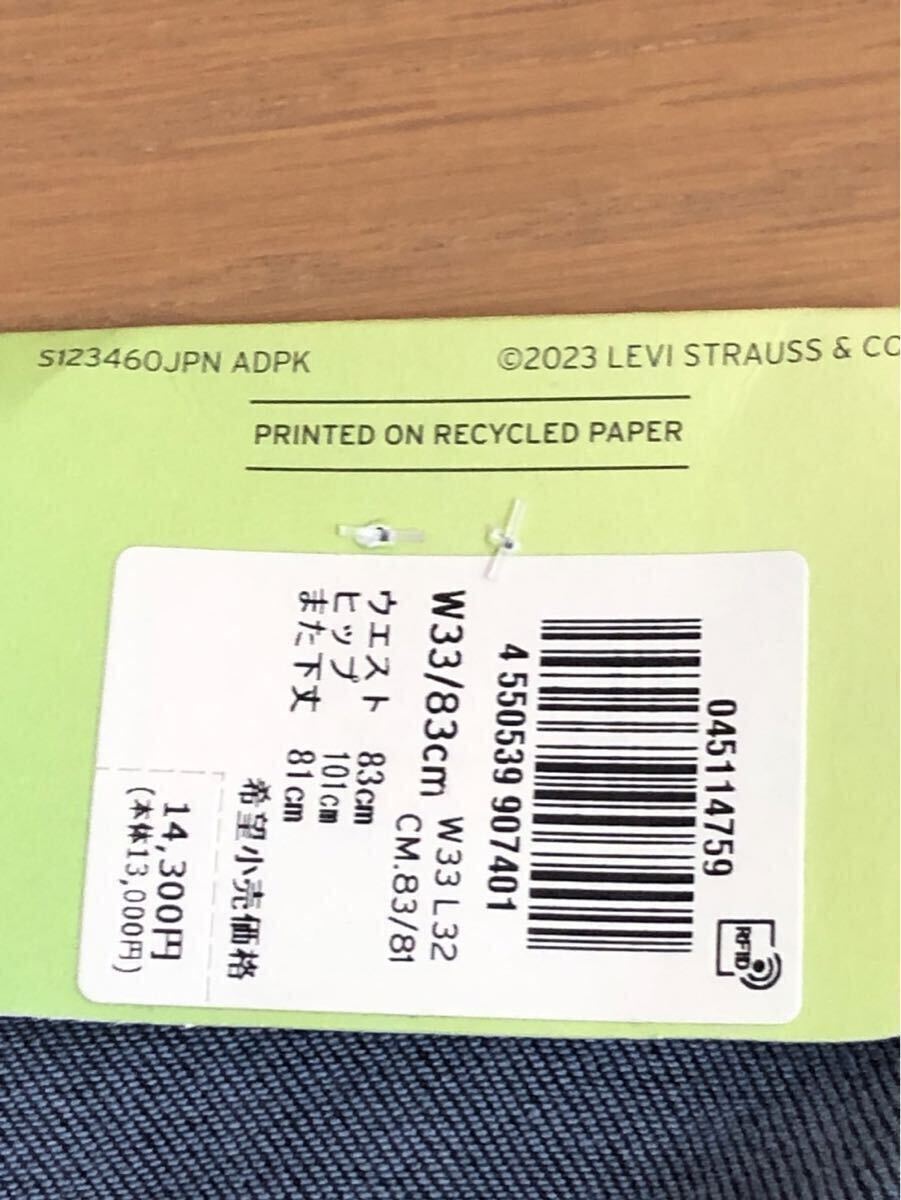 S123460JPN ADPK
©2023 LEVI STRAUSS & CO
PRINTED ON RECYCLED PAPER
045114759
RFID
4 550539 907401
W33/83cm W33 L32
CM.83/81
ウエスト 83cm
ヒップ 101cm
また下丈 81cm
希望小売価格
14,300円
(本体13,000円)